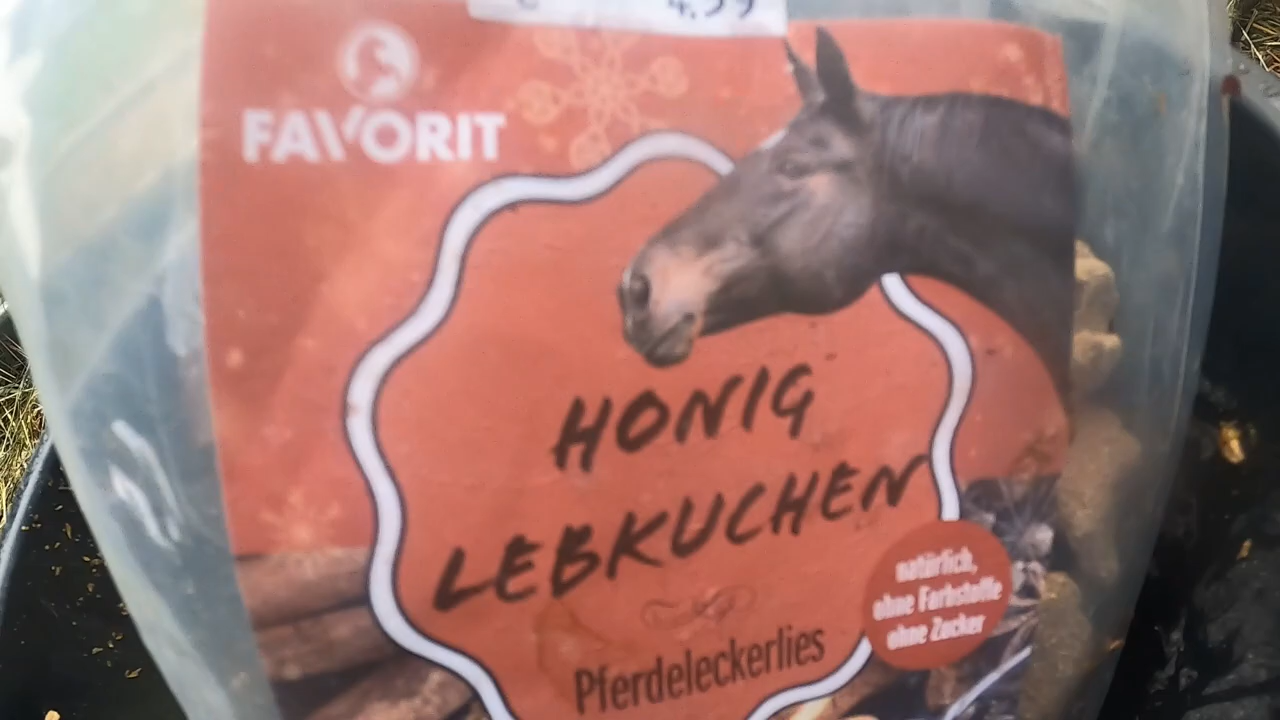 FAVORIT
HONIG
LEBKUCHEN
Pferdeleckerlies
natürlich,
ohne Farbstoffe
ohne Zucker